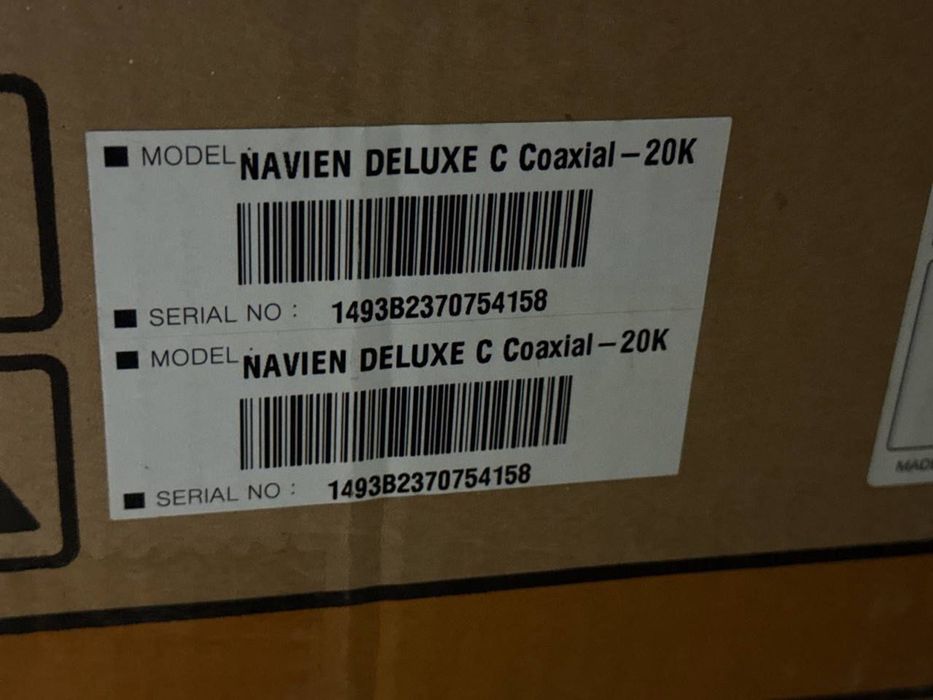 ■ MODEL : NAVIEN DELUXE C Coaxial-20K
■ SERIAL NO : 1493B2370754158
■ MODEL : NAVIEN DELUXE C Coaxial-20K
■ SERIAL NO : 1493B2370754158